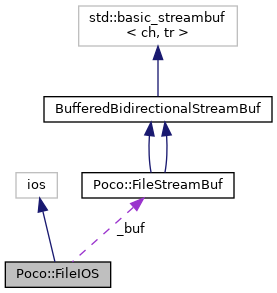 std::basic_streambuf
< ch, tr >
BufferedBidirectionalStreamBuf
ios
Poco::FileStreamBuf
_buf
Poco::FileIOS